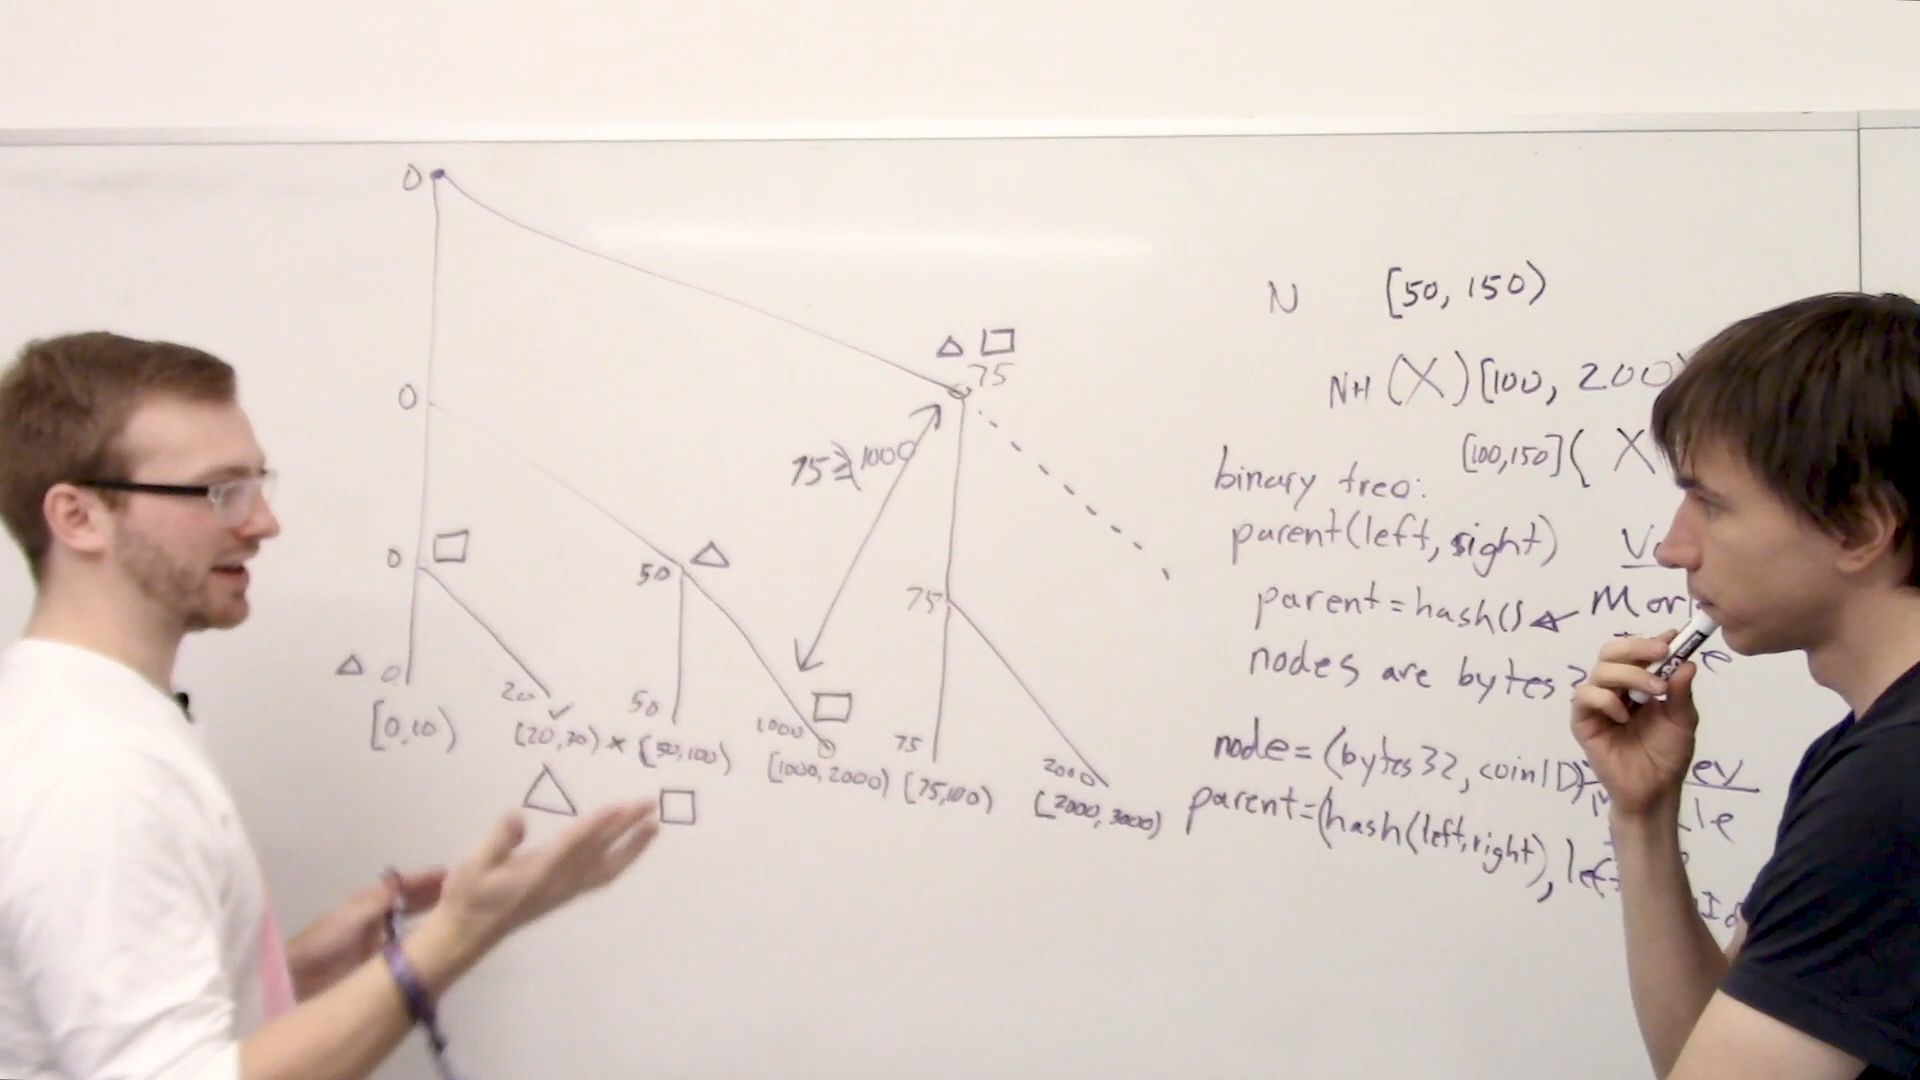 0
0
75
75 ≥ 1000
0
50
75
0
20
50
1000
75
2000
[0,10)
[20,30)
[50,100)
[1000,2000)
[75,100)
[2000,3000)
N [50, 150)
NH (X) [100, 200)
[100,150] ( X
binary tree:
parent(left, right)
parent = hash()
nodes are bytes
node = (bytes32, coinID)
parent = (hash(left,right),